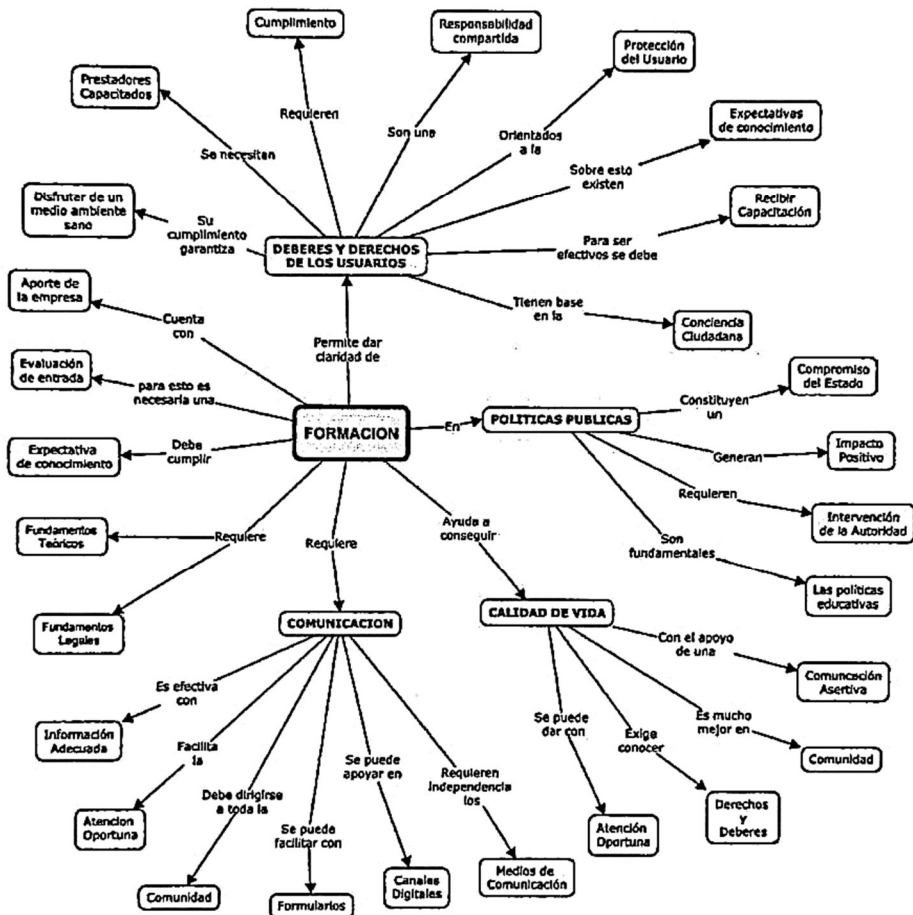 Cumplimiento
Responsabilidad
compartida
Protección
del Usuario
Prestadores
Capacitados
Requieren
Son una
Orientados
a la
Expectativas
de conocimiento
Se necesitan
Sobre esto
existen
Disfrutar de un
medio ambiente
sano
Su
cumplimiento
garantiza
DEBERES Y DERECHOS
DE LOS USUARIOS
Para ser
efectivos se debe
Recibir
Capacitación
Aporte de
la empresa
Cuenta
con
Permite dar
claridad de
Tienen base
en la
Conciencia
Ciudadana
Evaluación
de entrada
para esto es
necesaria una
Compromiso
del Estado
Constituyen
un
FORMACION
En
POLITICAS PUBLICAS
Expectativa
de conocimiento
Debe
cumplir
Generan
Impacto
Positivo
Requieren
Intervención
de la Autoridad
Fundamentos
Teóricos
Requiere
Requiere
Ayuda a
conseguir
Son
fundamentales
Las políticas
educativas
Fundamentos
Legales
COMUNICACION
CALIDAD DE VIDA
Con el apoyo
de una
Comuncación
Asertiva
Es efectiva
con
Información
Adecuada
Facilita
la
Se puede
apoyar en
Requieren
independencia
los
Se puede
dar con
Exige
conocer
Es mucho
mejor en
Comunidad
Debe dirigirse
a toda la
Se puede
facilitar con
Atencion
Oportuna
Atención
Oportuna
Derechos
y
Deberes
Comunidad
Formularios
Canales
Digitales
Medios de
Comunicación